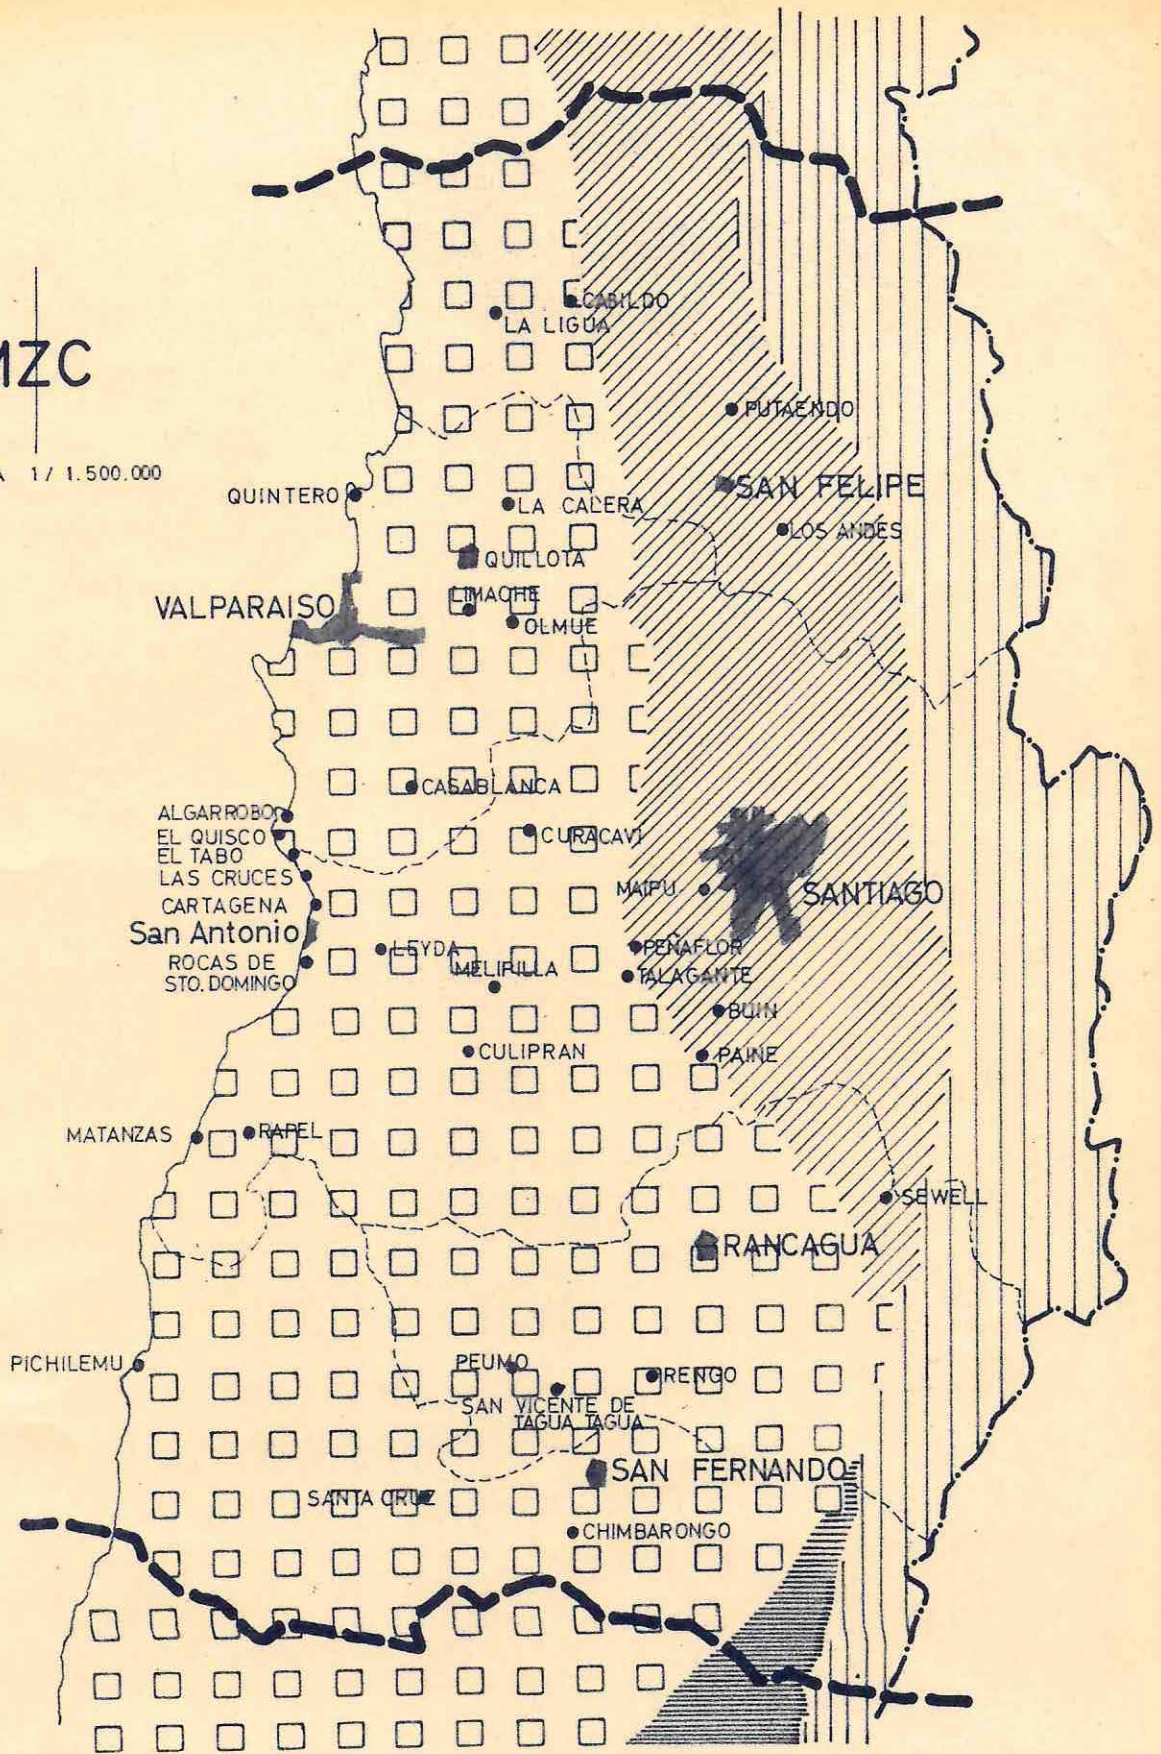 MZC
1/ 1.500.000
CABILDO
LA LIGUA
PUTAENDO
SAN FELIPE
QUINTERO
LA CALERA
LOS ANDES
QUILLOTA
LIMACHE
VALPARAISO
OLMUE
CASABLANCA
ALGARROBO
EL QUISCO
CURACAVI
EL TABO
LAS CRUCES
MAIPU
SANTIAGO
CARTAGENA
San Antonio
LEYDA
PEÑAFLOR
ROCAS DE
STO. DOMINGO
MELIPILLA
TALAGANTE
BUIN
CULIPRAN
PAINE
MATANZAS
RAPEL
SEWELL
RANCAGUA
PICHILEMU
PEUMO
RENGO
SAN VICENTE DE
TAGUA TAGUA
SAN FERNANDO
SANTA CRUZ
CHIMBARONGO